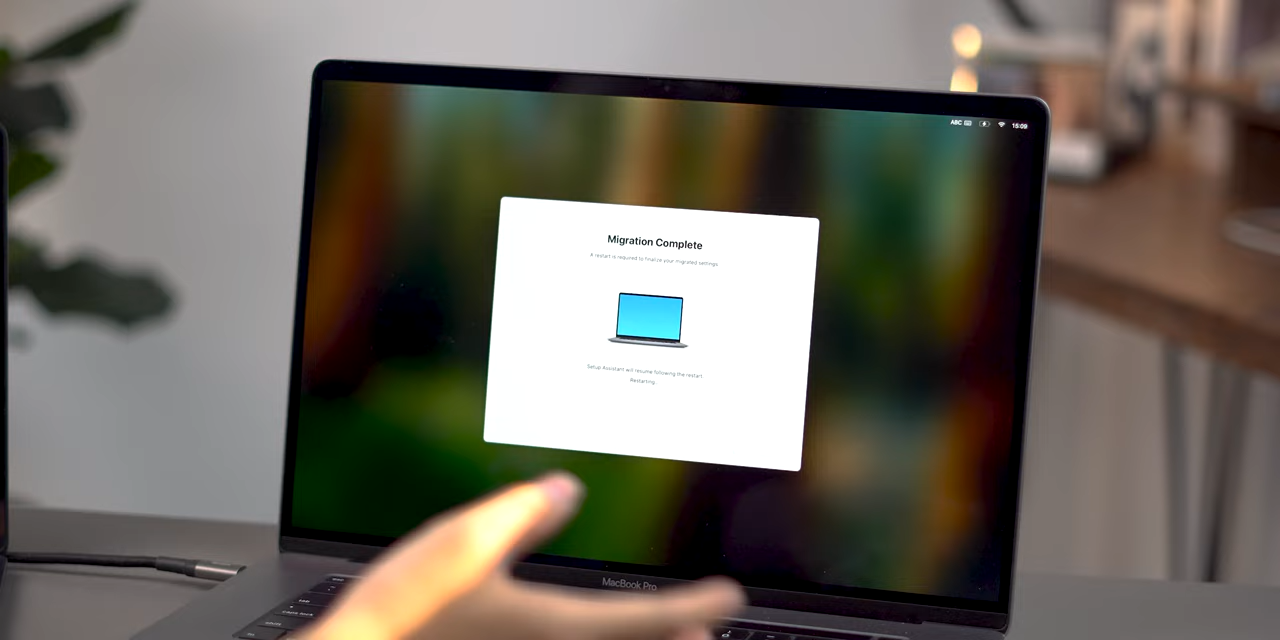 ABC 15:09
Migration Complete
A restart is required to finalize your migrated settings.
Setup Assistant will resume following the restart.
Restarting...
MacBook Pro